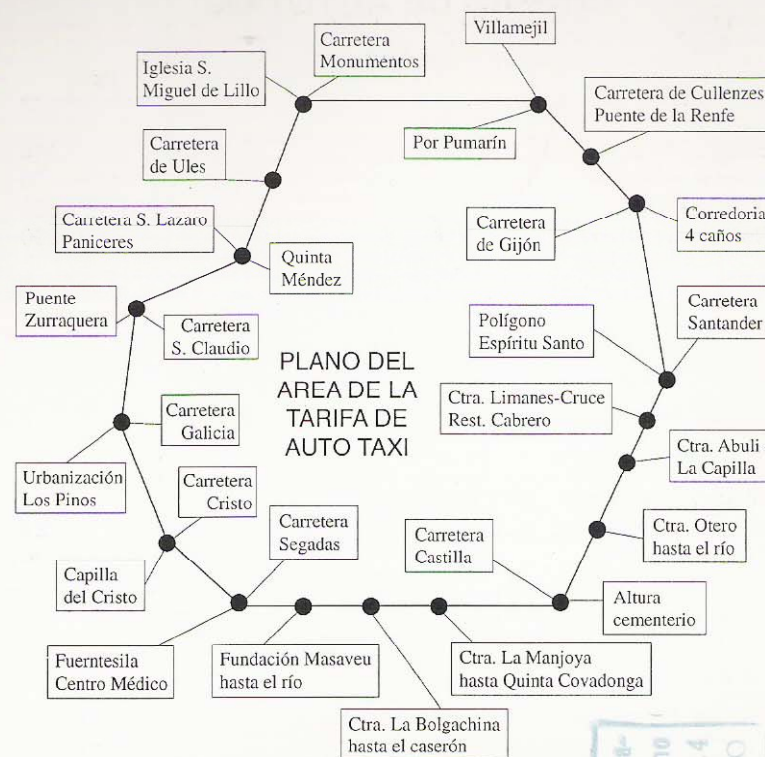 Carretera
Monumentos
Iglesia S.
Miguel de Lillo
Villamejil
Carretera de Cullenzes
Puente de la Renfe
Por Pumarín
Carretera
de Ules
Carretera S. Lazaro
Paniceres
Quinta
Méndez
Carretera
de Gijón
Corredoria
4 caños
Puente
Zurraquera
Carretera
S. Claudio
Polígono
Espíritu Santo
Carretera
Santander
PLANO DEL
AREA DE LA
TARIFA DE
AUTO TAXI
Carretera
Galicia
Ctra. Limanes-Cruce
Rest. Cabrero
Ctra. Abuli
La Capilla
Urbanización
Los Pinos
Carretera
Cristo
Carretera
Segadas
Carretera
Castilla
Ctra. Otero
hasta el río
Capilla
del Cristo
Altura
cementerio
Fuerntesila
Centro Médico
Fundación Masaveu
hasta el río
Ctra. La Manjoya
hasta Quinta Covadonga
Ctra. La Bolgachina
hasta el caserón